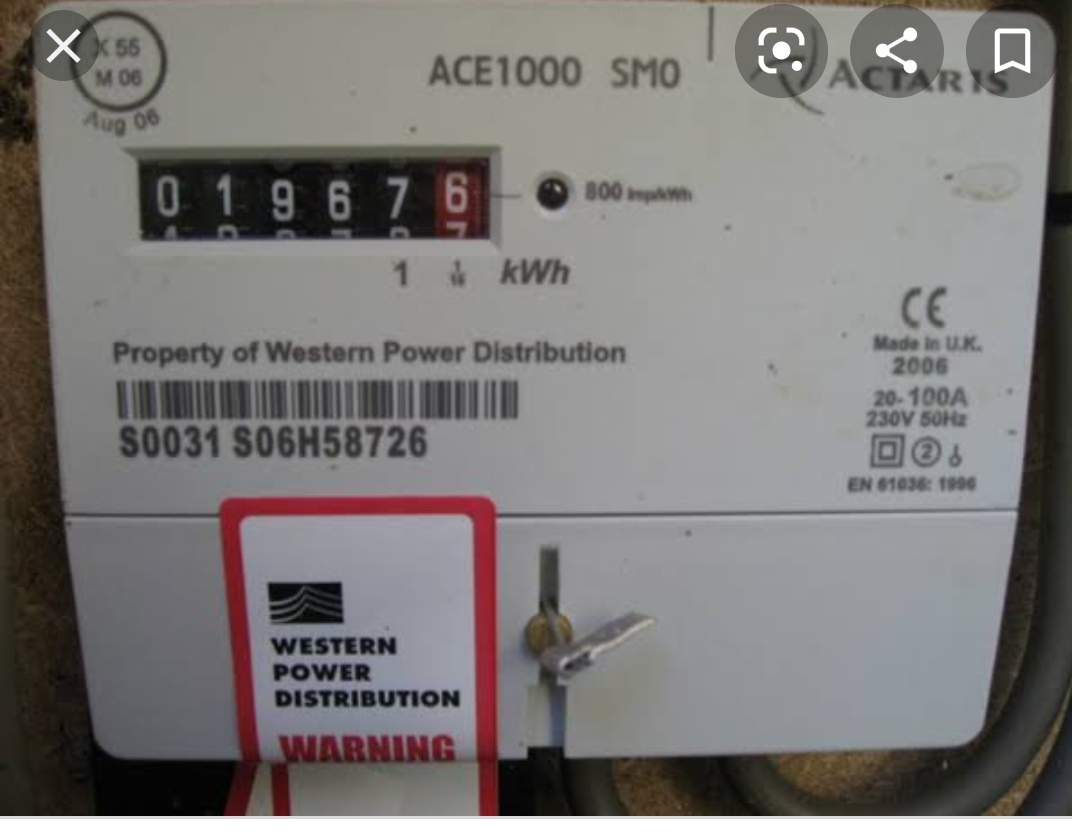 X 55
M 06
Aug 06
ACE1000 SM0
ACTARIS
0 1 9 6 7 6
800 imp/kWh
1 1/10 kWh
Property of Western Power Distribution
S0031 S06H58726
CE
Made in U.K.
2006
20-100A
230V 50Hz
2
EN 61036: 1996
WESTERN
POWER
DISTRIBUTION
WARNING